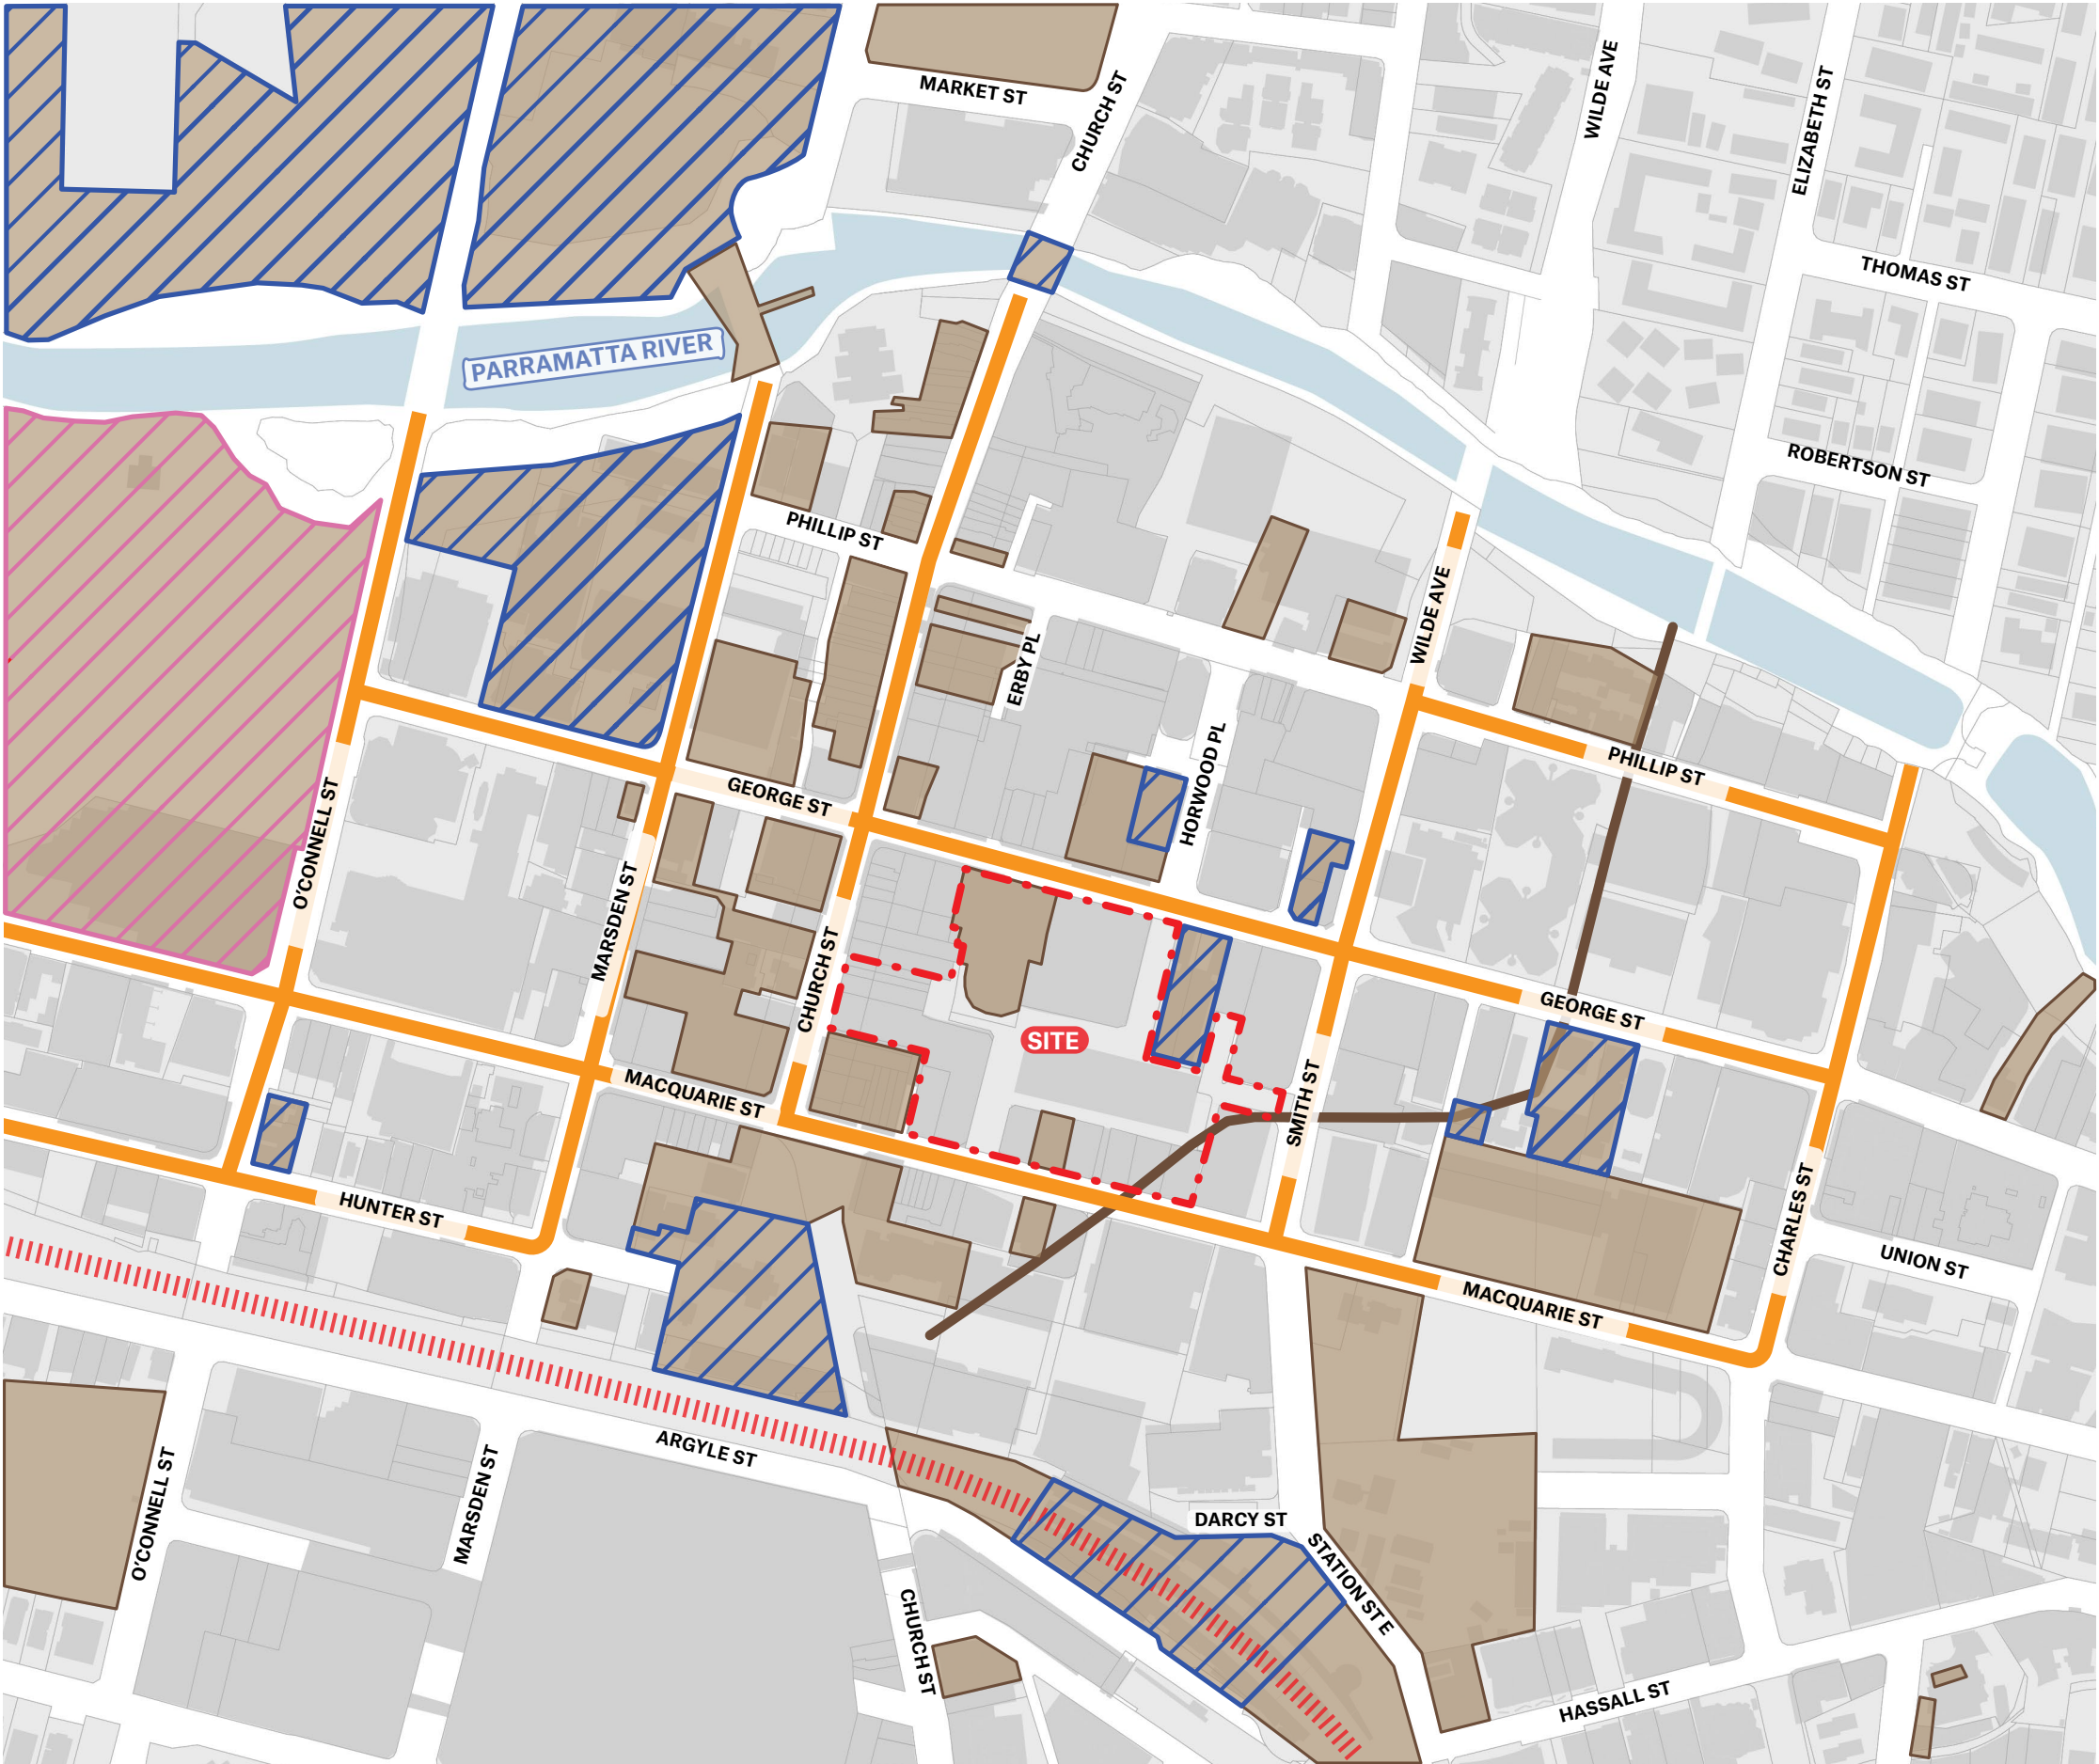 MARKET ST
CHURCH ST
WILDE AVE
ELIZABETH ST
THOMAS ST
PARRAMATTA RIVER
ROBERTSON ST
PHILLIP ST
WILDE AVE
ERBY PL
HORWOOD PL
PHILLIP ST
GEORGE ST
O'CONNELL ST
MARSDEN ST
CHURCH ST
GEORGE ST
SITE
MACQUARIE ST
SMITH ST
CHARLES ST
HUNTER ST
UNION ST
MACQUARIE ST
ARGYLE ST
O'CONNELL ST
MARSDEN ST
DARCY ST
STATION ST E
CHURCH ST
HASSALL ST